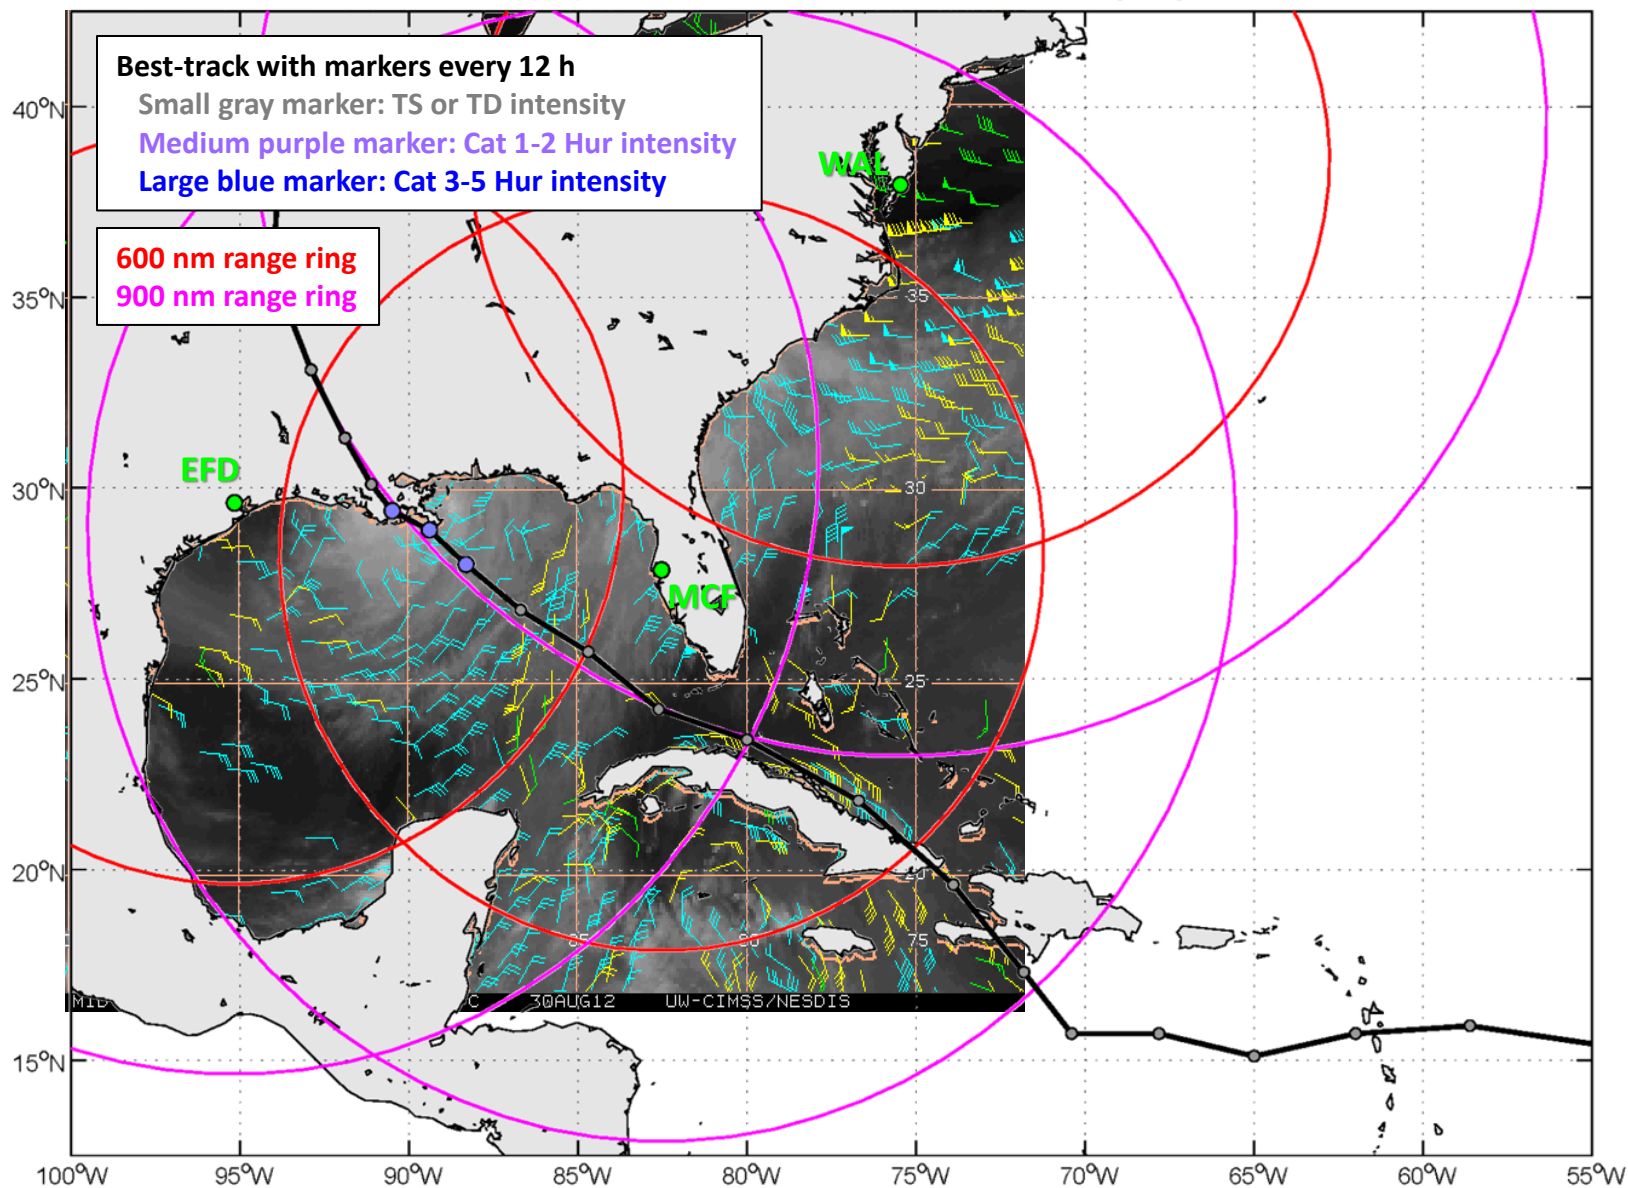 Best-track with markers every 12 h
Small gray marker: TS or TD intensity
Medium purple marker: Cat 1-2 Hur intensity
Large blue marker: Cat 3-5 Hur intensity
600 nm range ring
900 nm range ring
40°N
35°N
30°N
25°N
20°N
15°N
WAL
EFD
MCF
35
30
25
20
85
80
75
MID
C 30AUG12 UW-CIMSS/NESDIS
100°W 95°W 90°W 85°W 80°W 75°W 70°W 65°W 60°W 55°W